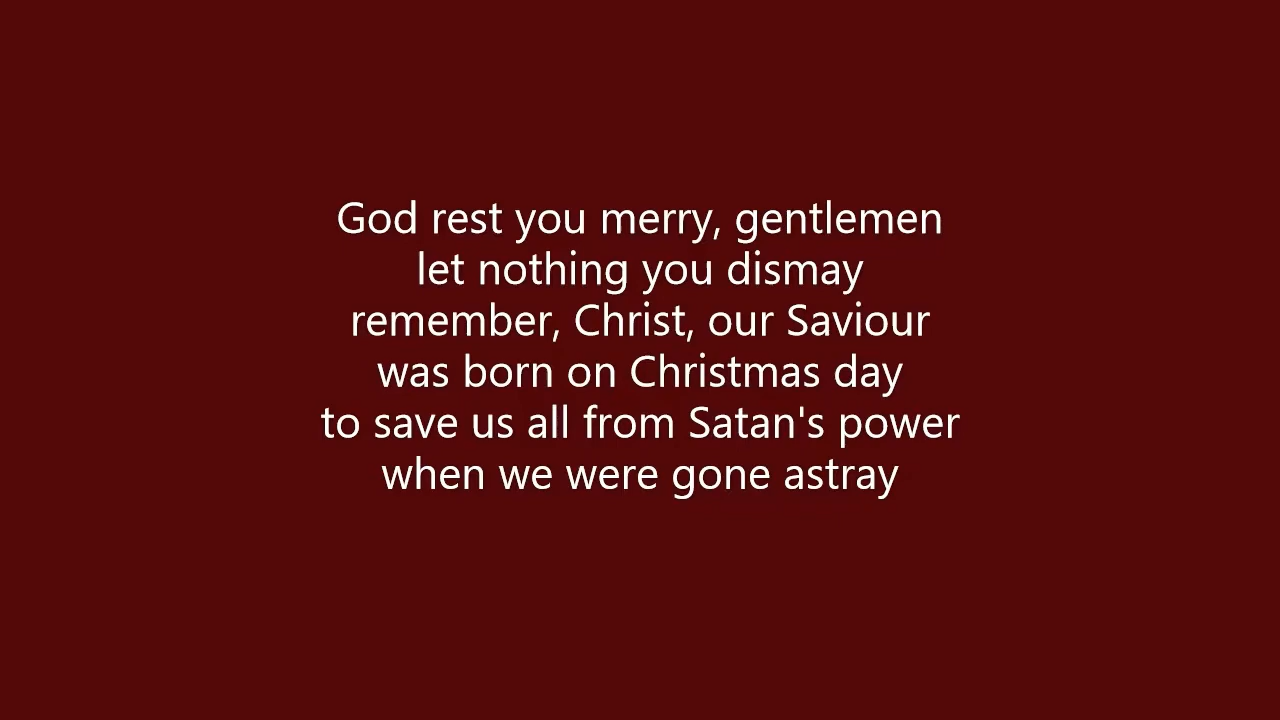 God rest you merry, gentlemen
let nothing you dismay
remember, Christ, our Saviour
was born on Christmas day
to save us all from Satan's power
when we were gone astray